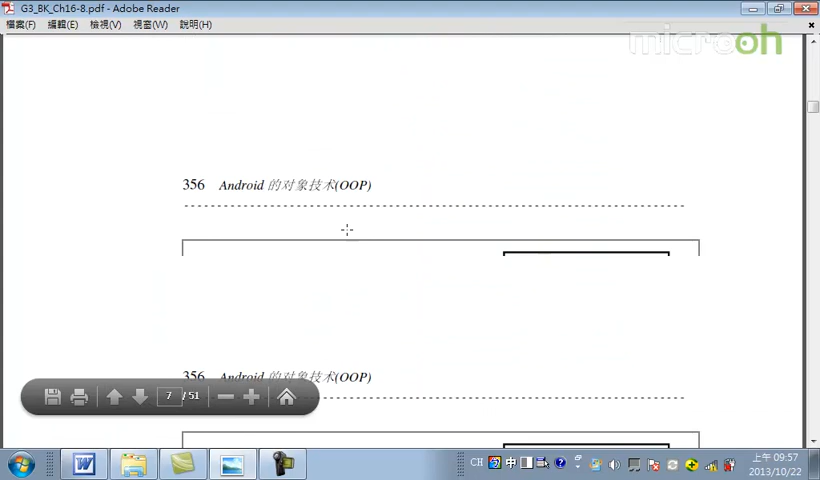 G3_BK_Ch16-8.pdf - Adobe Reader
檔案(F) 編輯(E) 檢視(V) 視窗(W) 說明(H)
microoh
356 Android 的对象技术(OOP)
356 Android 的对象技术(OOP)
7 / 51
CH 中
上午 09:57
2013/10/22